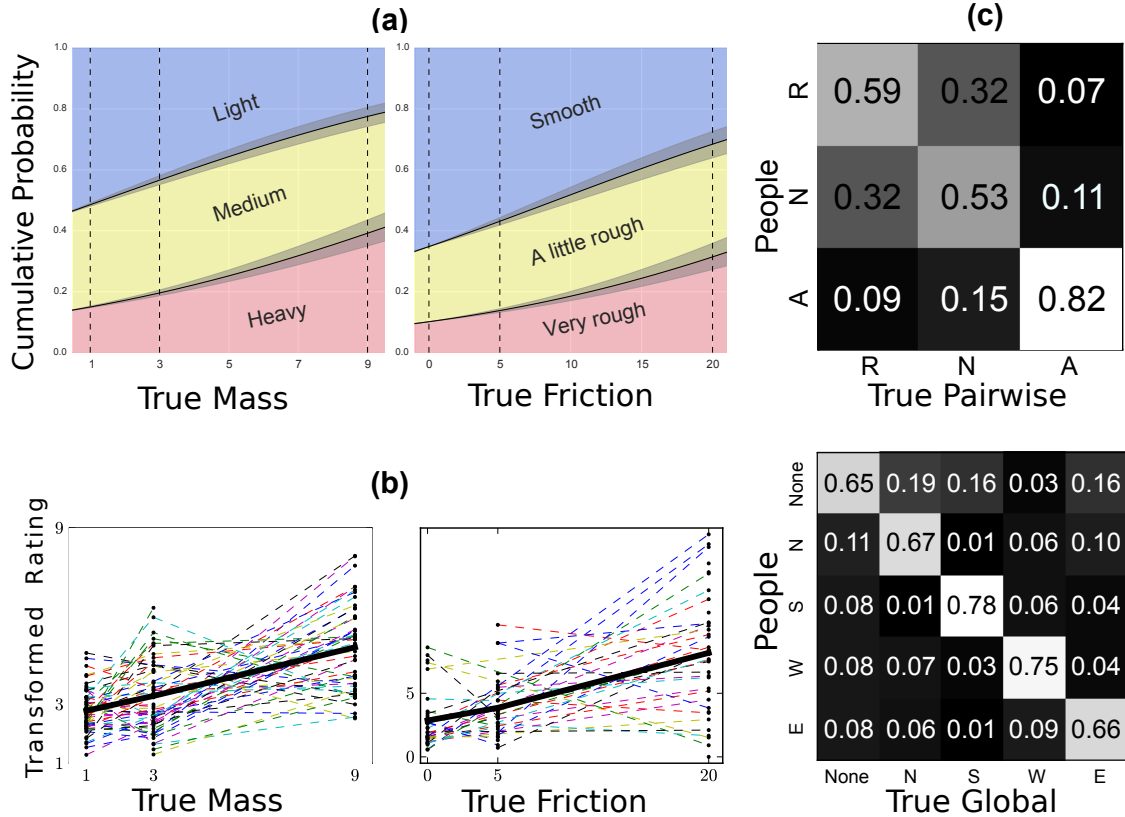 (a)
Cumulative Probability
1.0
0.8
0.6
0.4
0.2
0.0
Light
Medium
Heavy
1 3 5 7 9
True Mass
1.0
0.8
0.6
0.4
0.2
0.0
Smooth
A little rough
Very rough
0 5 10 15 20
True Friction
(b)
Transformed Rating
9
3
1
1 3 9
True Mass
5
0
0 5 20
True Friction
(c)
People
R 0.59 0.32 0.07
N 0.32 0.53 0.11
A 0.09 0.15 0.82
R N A
True Pairwise
People
None 0.65 0.19 0.16 0.03 0.16
N 0.11 0.67 0.01 0.06 0.10
S 0.08 0.01 0.78 0.06 0.04
W 0.08 0.07 0.03 0.75 0.04
E 0.08 0.06 0.01 0.09 0.66
None N S W E
True Global